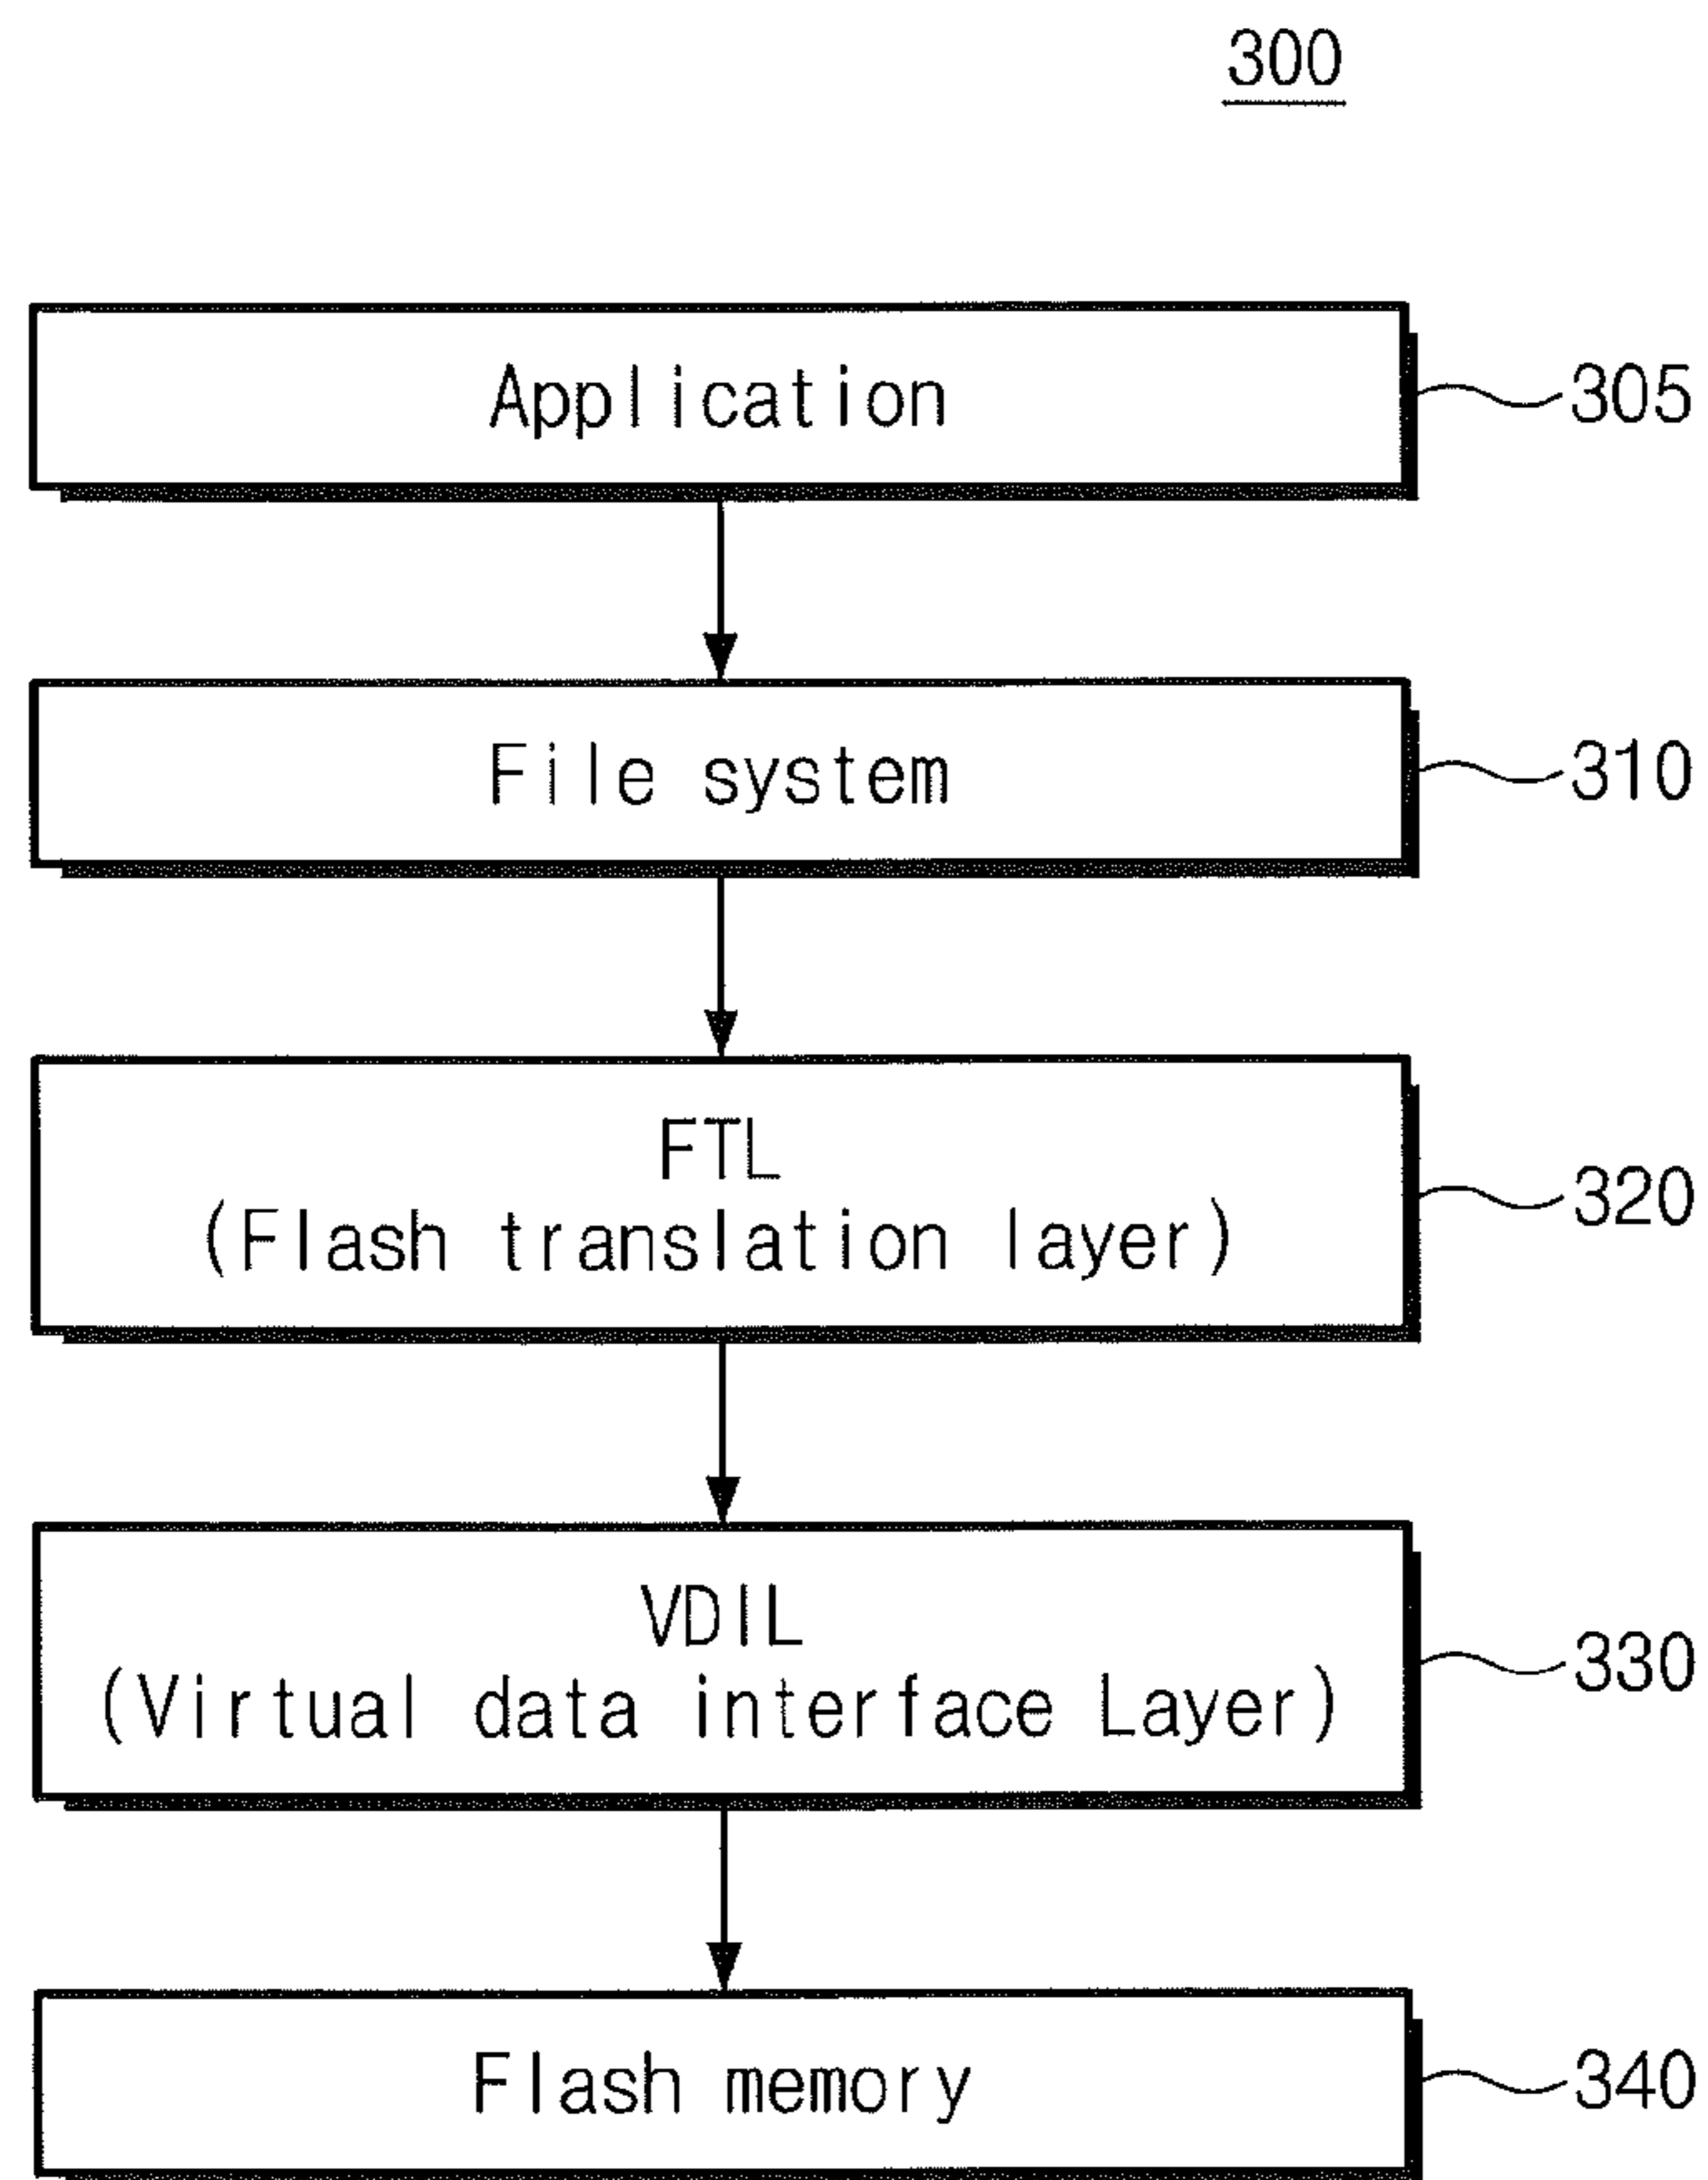 300
Application
305
File system
310
FTL
(Flash translation layer)
320
VDIL
(Virtual data interface Layer)
330
Flash memory
340